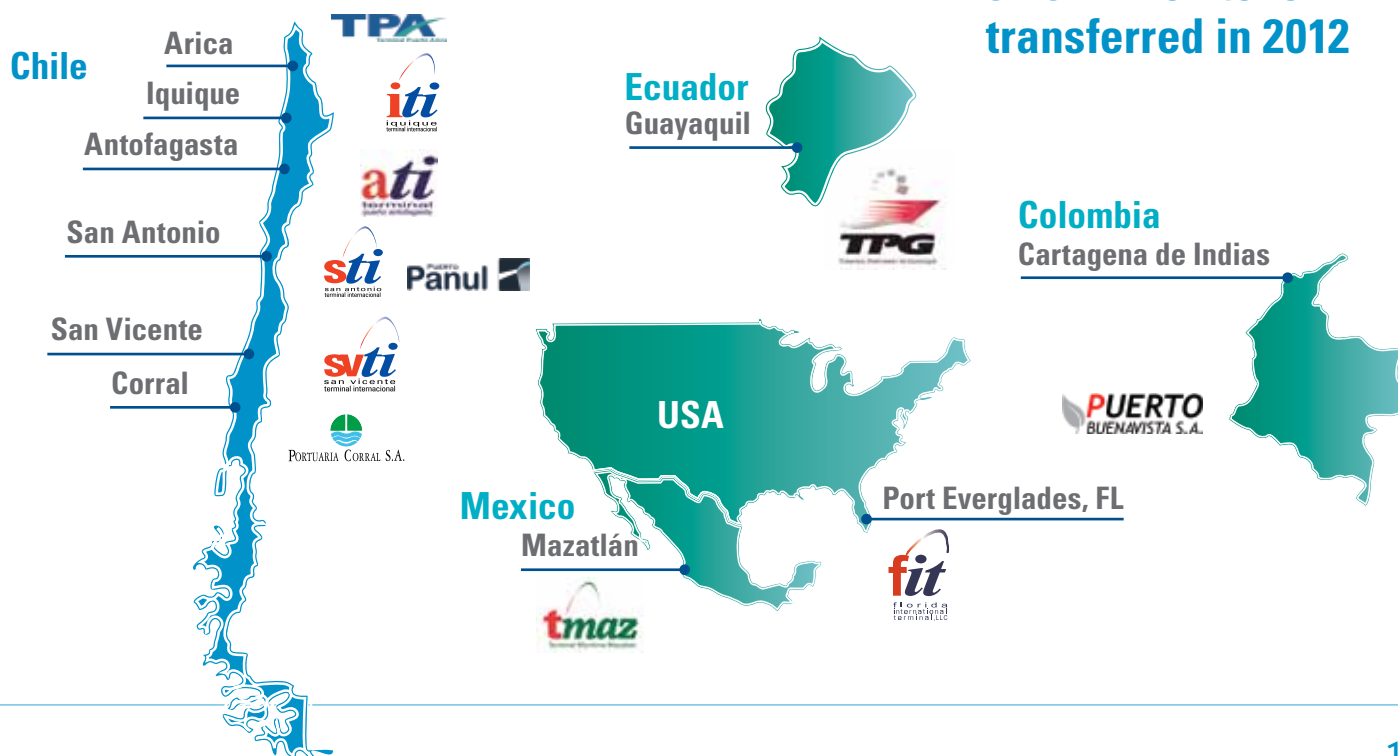 transferred in 2012
Chile
Arica
Iquique
Antofagasta
San Antonio
San Vicente
Corral
TPA
iti
iquique
terminal internacional
ati
terminal
puerto antofagasta
sti
san antonio
terminal internacional
PUERTO
Panul
svti
san vicente
terminal internacional
PORTUARIA CORRAL S.A.
Ecuador
Guayaquil
TPG
Colombia
Cartagena de Indias
PUERTO
BUENAVISTA S.A.
USA
Mexico
Mazatlán
tmaz
Port Everglades, FL
fit
florida
international
terminal,LLC